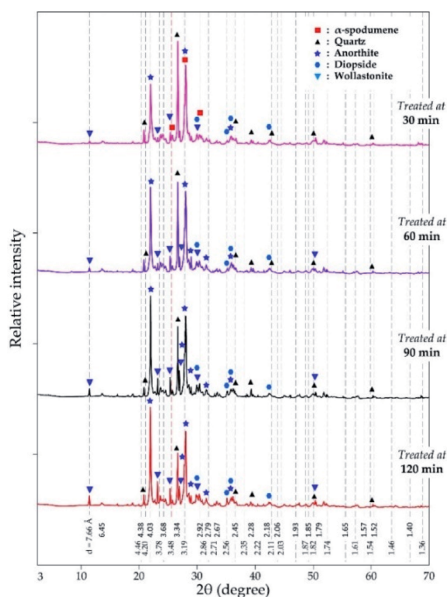 : α-spodumene
: Quartz
: Anorthite
: Diopside
: Wollastonite
Treated at
30 min
Treated at
60 min
Treated at
90 min
Treated at
120 min
Relative intensity
d = 7.66 Å
6.45
4.46
4.38
4.20
4.03
3.78
3.68
3.48
3.34
3.19
2.92
2.86
2.79
2.71
2.67
2.56
2.45
2.35
2.28
2.22
2.18
2.11
2.06
2.03
1.93
1.87
1.85
1.82
1.79
1.74
1.65
1.61
1.57
1.54
1.52
1.46
1.40
1.36
3 10 20 30 40 50 60 70
2θ (degree)